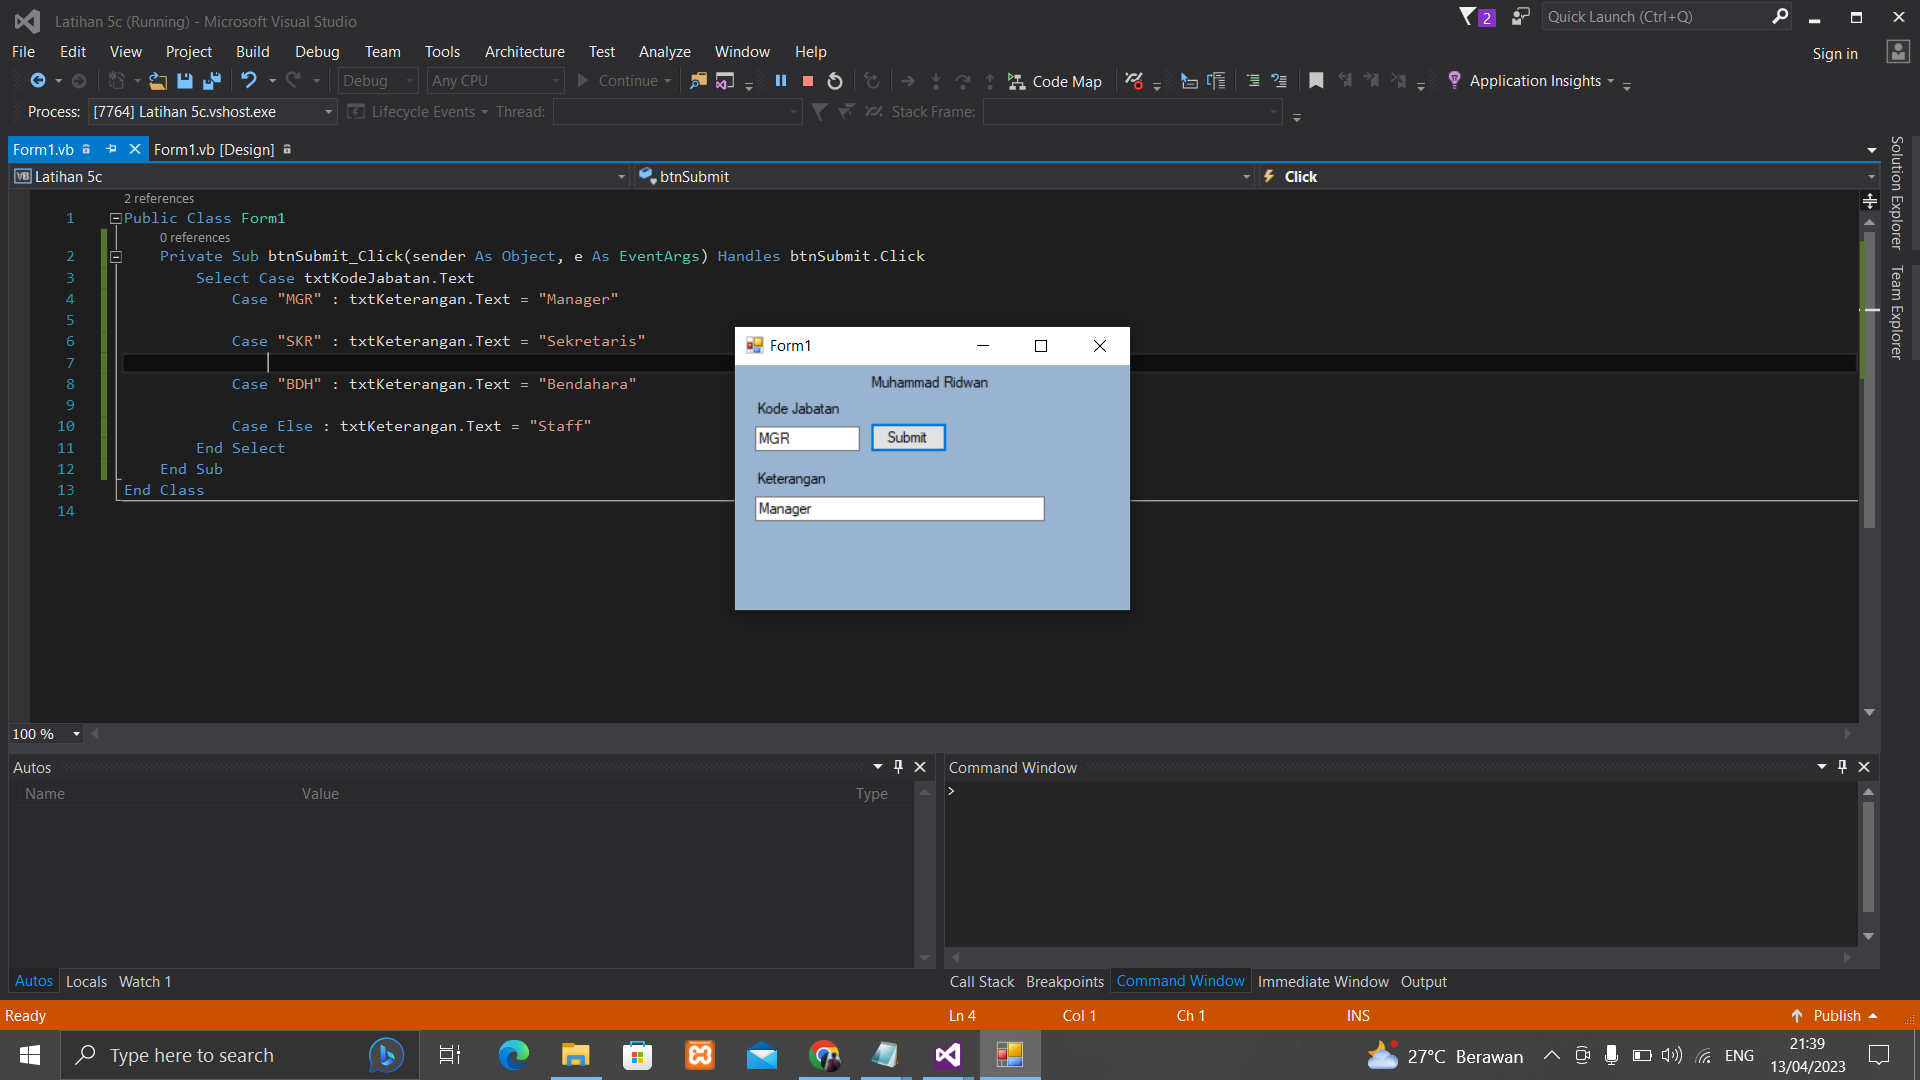 Latihan 5c (Running) - Microsoft Visual Studio
2
Quick Launch (Ctrl+Q)
File Edit View Project Build Debug Team Tools Architecture Test Analyze Window Help
Sign in
Debug Any CPU Continue Code Map Application Insights
Process: [7764] Latihan 5c.vshost.exe Lifecycle Events Thread: Stack Frame:
Form1.vb Form1.vb [Design]
VB Latihan 5c btnSubmit Click
Solution Explorer
Team Explorer
2 references
1 Public Class Form1
0 references
2 Private Sub btnSubmit_Click(sender As Object, e As EventArgs) Handles btnSubmit.Click
3 Select Case txtKodeJabatan.Text
4 Case "MGR" : txtKeterangan.Text = "Manager"
5
6 Case "SKR" : txtKeterangan.Text = "Sekretaris"
7
8 Case "BDH" : txtKeterangan.Text = "Bendahara"
9
10 Case Else : txtKeterangan.Text = "Staff"
11 End Select
12 End Sub
13 End Class
14
Form1
Muhammad Ridwan
Kode Jabatan
MGR Submit
Keterangan
Manager
100 %
Autos
Name Value Type
Command Window
>
Autos Locals Watch 1
Call Stack Breakpoints Command Window Immediate Window Output
Ready Ln 4 Col 1 Ch 1 INS Publish
Type here to search
27°C Berawan
ENG
21:39
13/04/2023